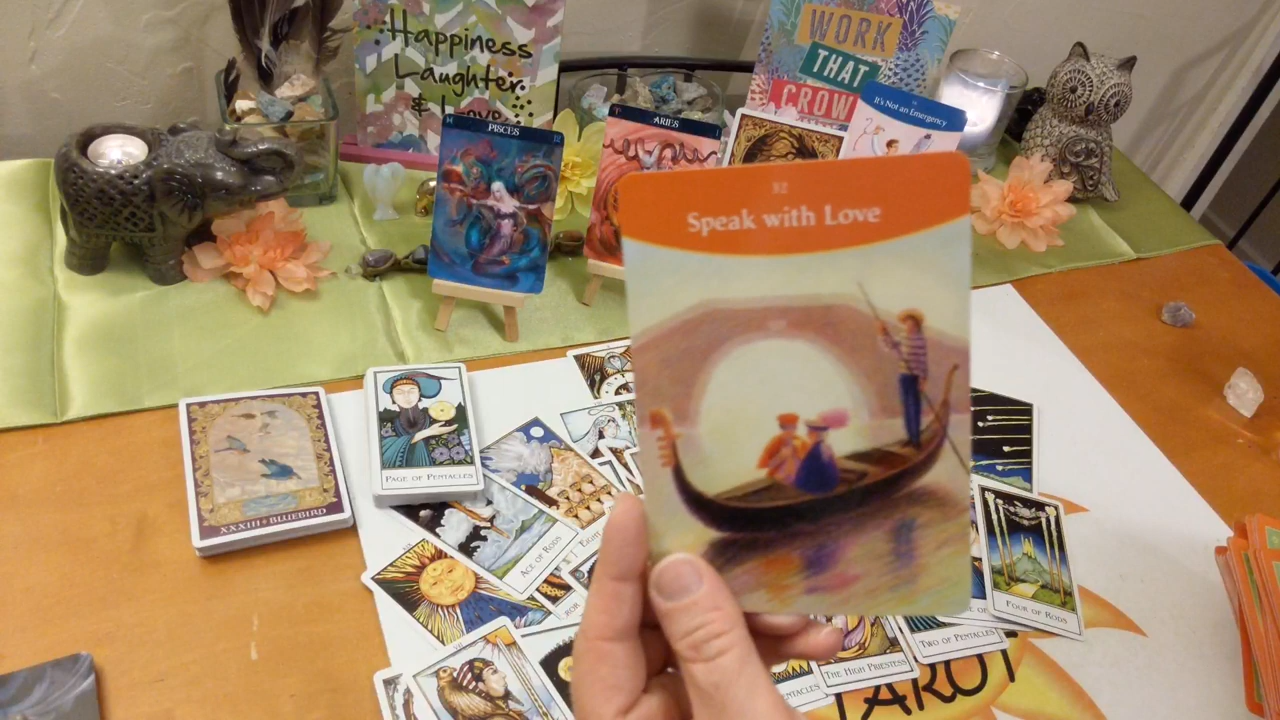 Happiness
Laughter
& Love
WORK
THAT
CROW
It's Not an Emergency
PISCES
ARIES
32
Speak with Love
XXXIII BLUEBIRD
PAGE OF PENTACLES
ACE OF RODS
EIGHT
FOUR OF RODS
TWO OF PENTACLES
THE HIGH PRIESTESS
TAROT